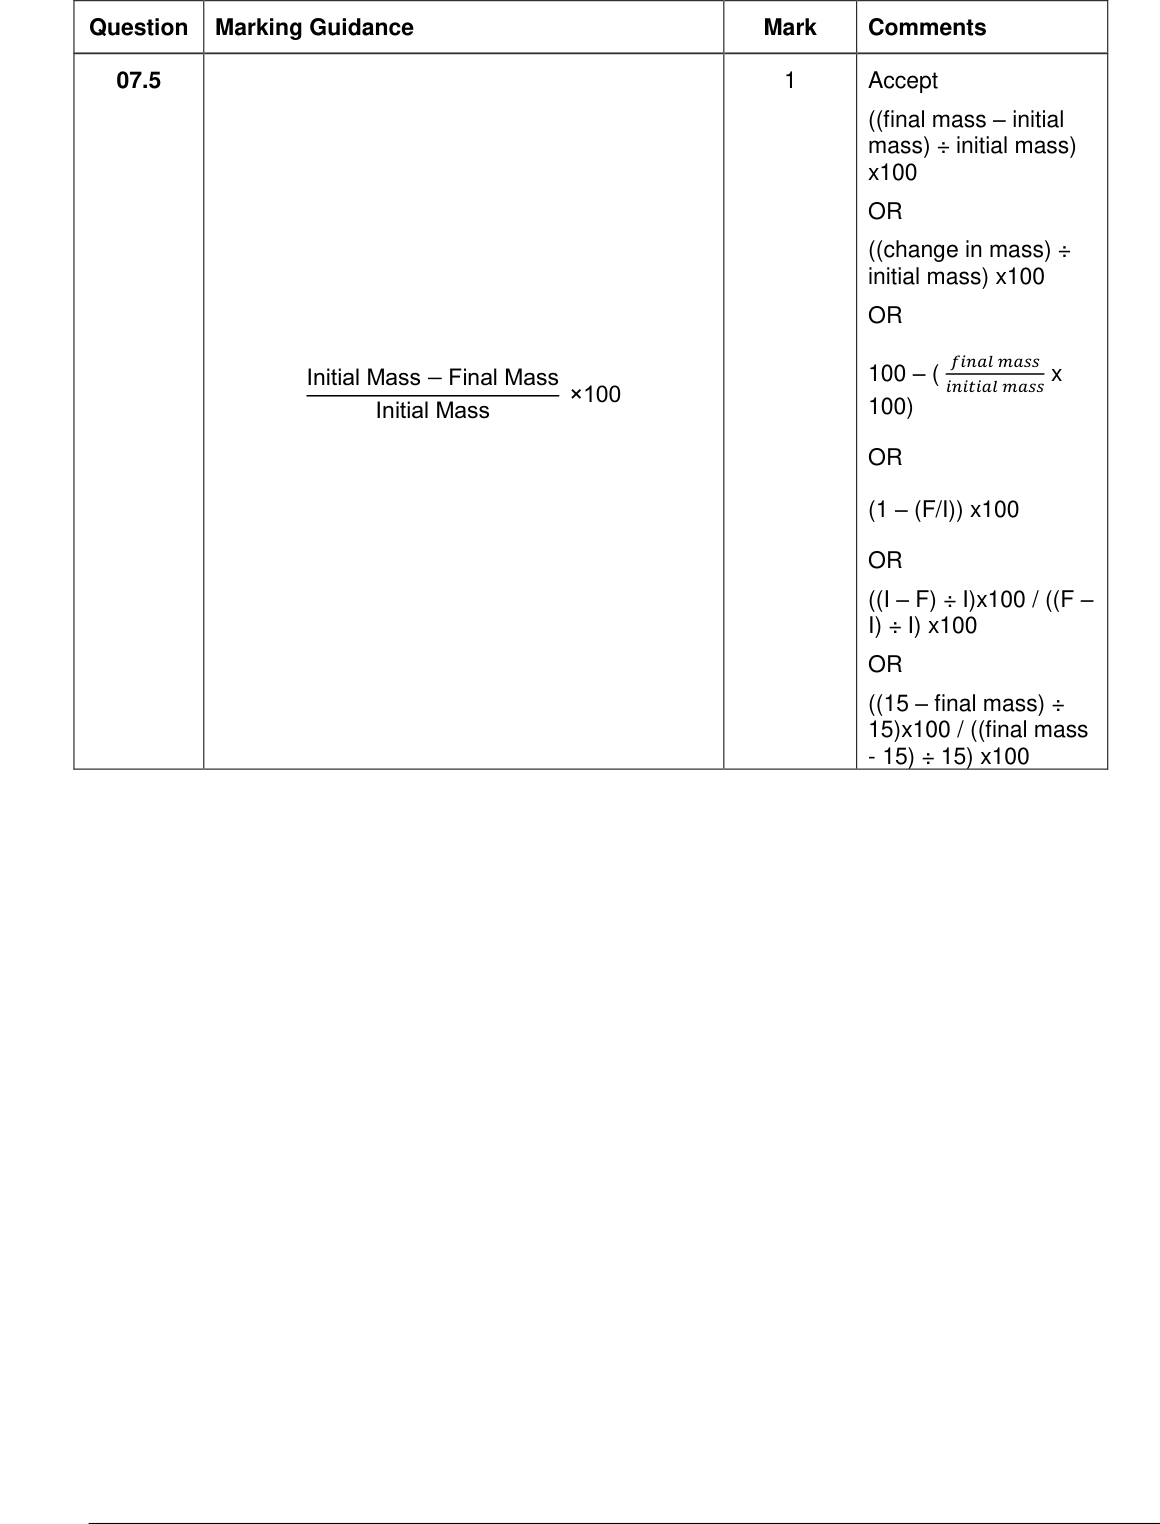 Question Marking Guidance Mark Comments
07.5 1 Accept
((final mass – initial
mass) ÷ initial mass)
x100
OR
((change in mass) ÷
initial mass) x100
OR
100 – ( final mass / initial mass x
100)
Initial Mass – Final Mass
Initial Mass
×100
OR
(1 – (F/I)) x100
OR
((I – F) ÷ I)x100 / ((F –
I) ÷ I) x100
OR
((15 – final mass) ÷
15)x100 / ((final mass
- 15) ÷ 15) x100